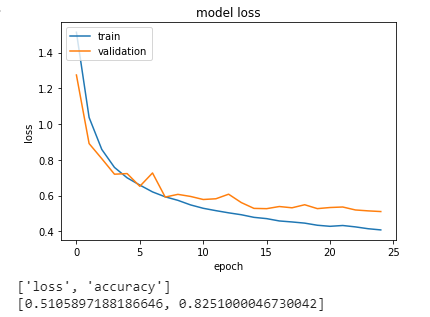 model loss
train
validation
1.4
1.2
1.0
0.8
0.6
0.4
loss
0 5 10 15 20 25
epoch
['loss', 'accuracy']
[0.5105897188186646, 0.8251000046730042]